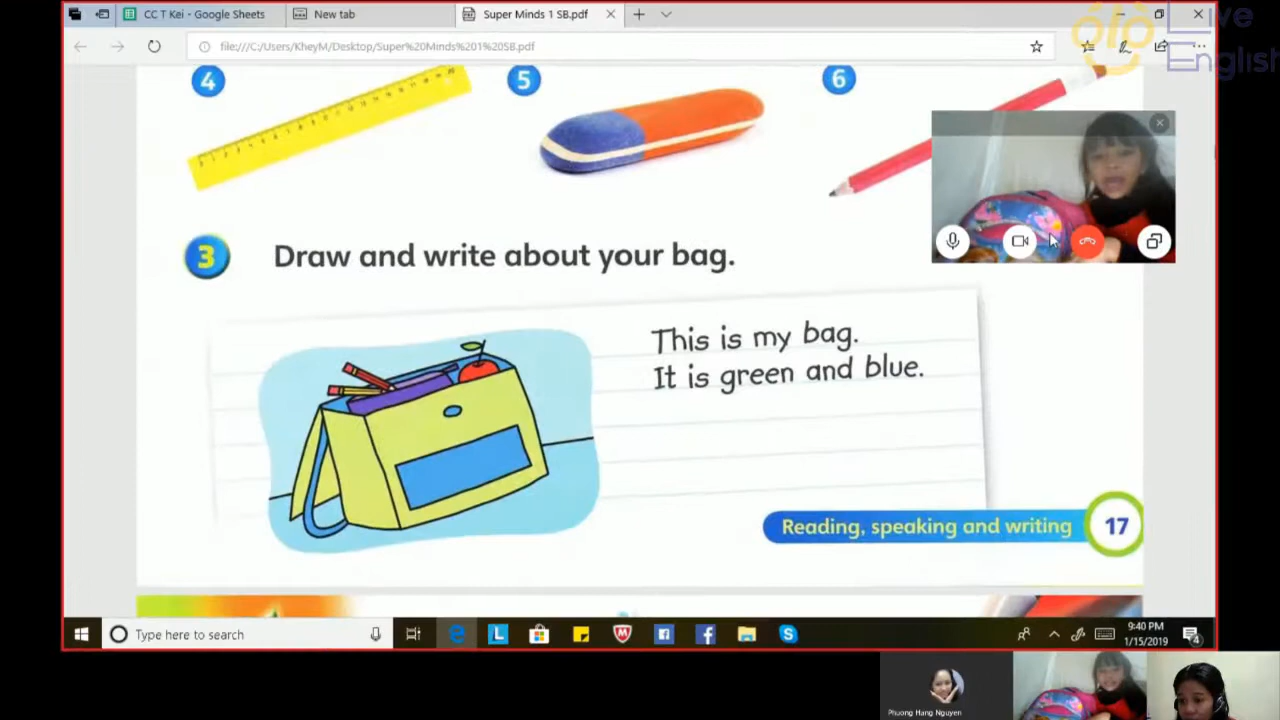 CC T Kei - Google Sheets
New tab
Super Minds 1 SB.pdf
Live
English
file:///C:/Users/KheyM/Desktop/Super%20Minds%201%20SB.pdf
4
5
6
3
Draw and write about your bag.
This is my bag.
It is green and blue.
Reading, speaking and writing
17
Type here to search
9:40 PM
1/15/2019
4
Phuong Hang Nguyen